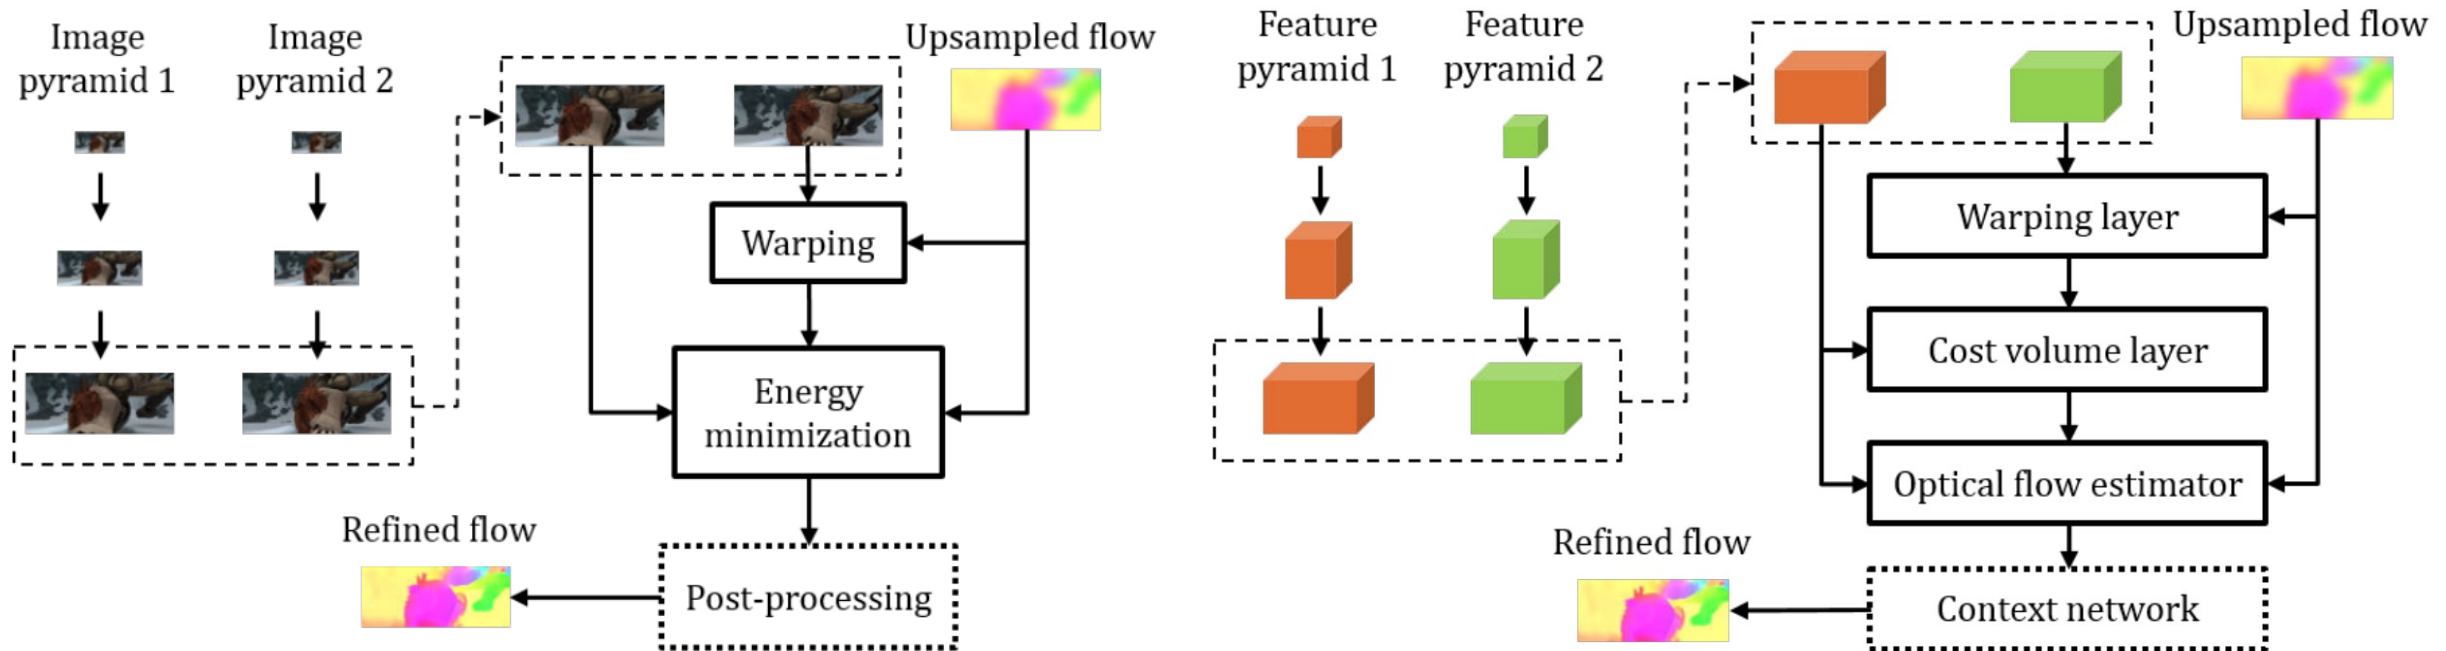 Image
pyramid 1
Image
pyramid 2
Upsampled flow
Warping
Energy
minimization
Refined flow
Post-processing
Feature
pyramid 1
Feature
pyramid 2
Upsampled flow
Warping layer
Cost volume layer
Optical flow estimator
Refined flow
Context network